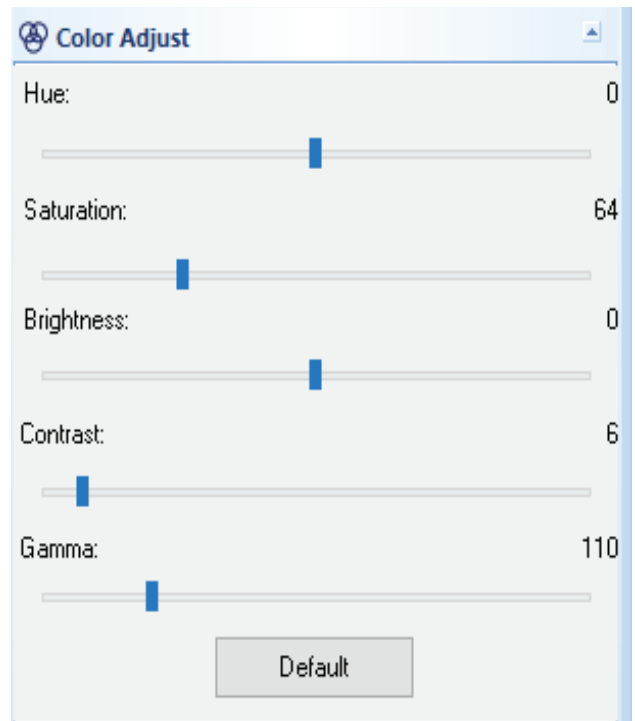 Color Adjust
Hue: 0
Saturation: 64
Brightness: 0
Contrast: 6
Gamma: 110
Default